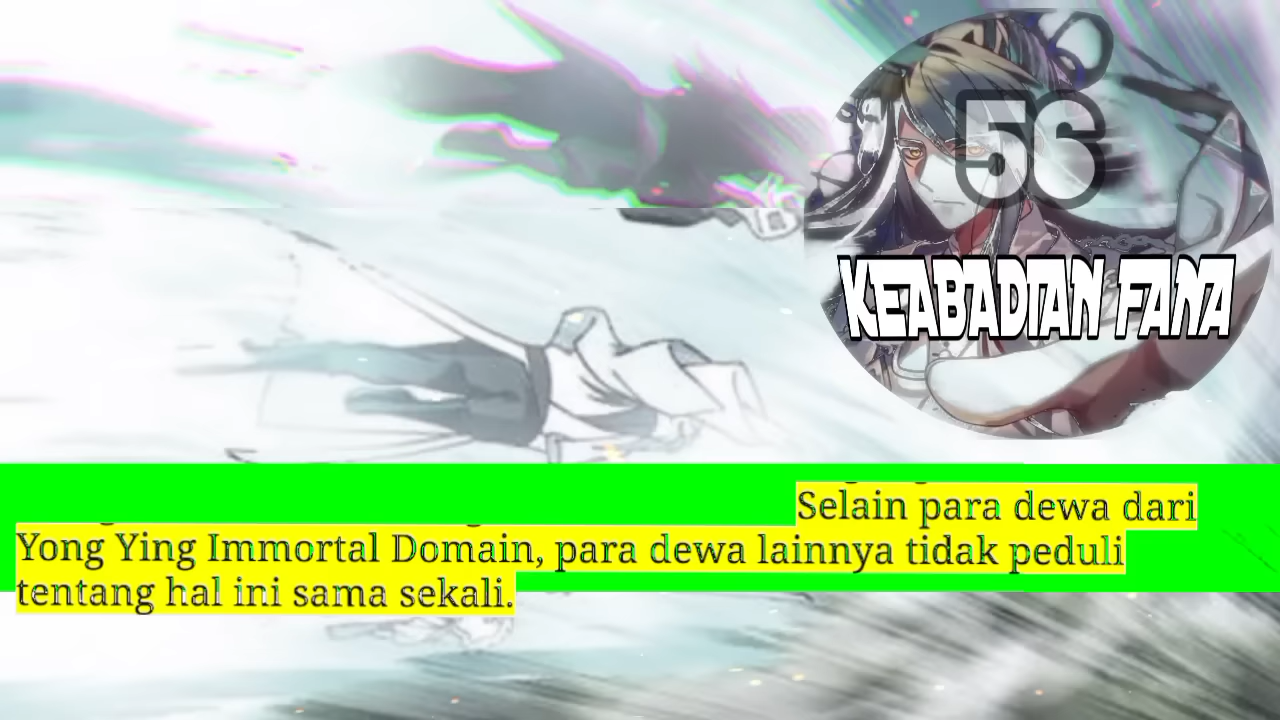 56
KEABADIAN FANA
Selain para dewa dari
Yong Ying Immortal Domain, para dewa lainnya tidak peduli
tentang hal ini sama sekali.